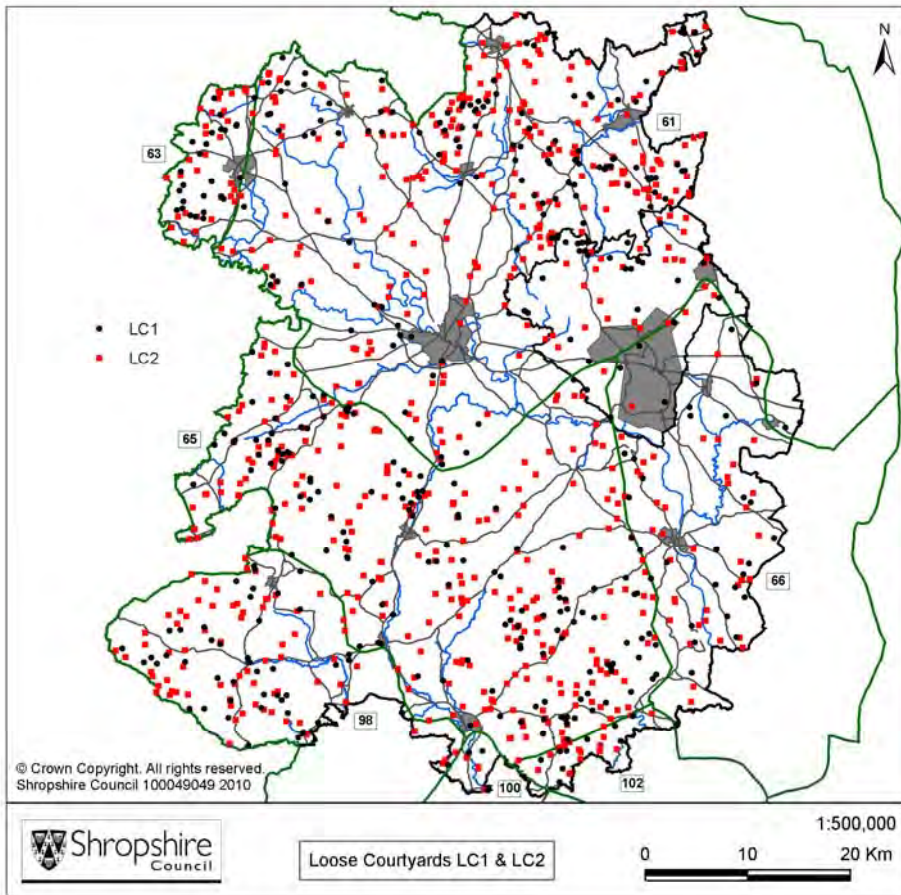 N
61
63
LC1
LC2
65
66
98
100
102
© Crown Copyright. All rights reserved.
Shropshire Council 100049049 2010
Shropshire
Council
Loose Courtyards LC1 & LC2
1:500,000
0 10 20 Km